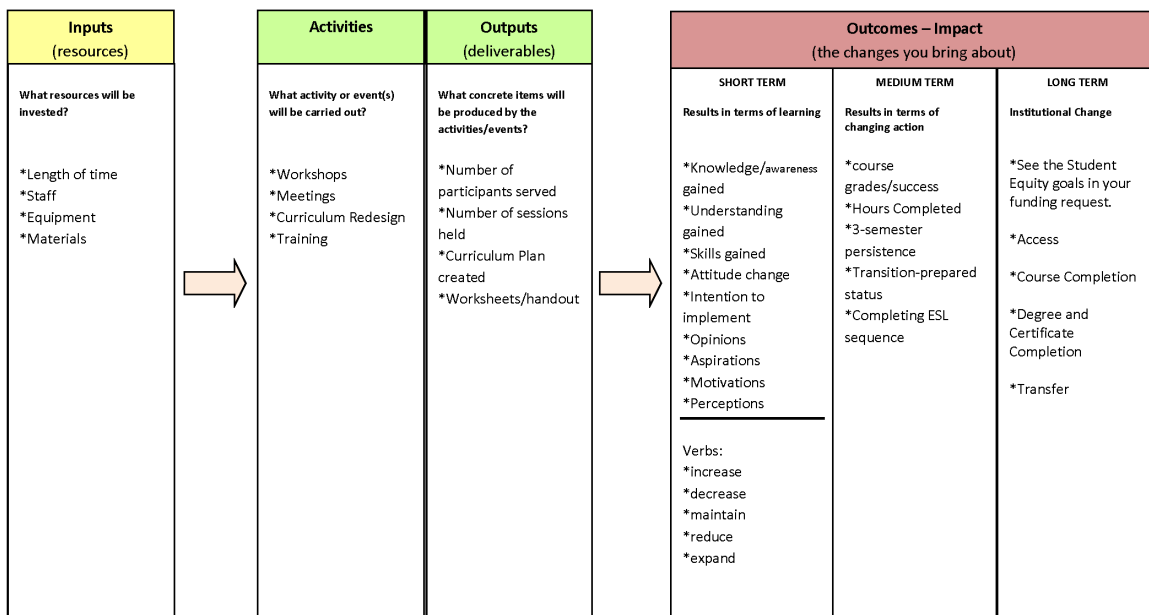 Inputs
(resources)
What resources will be
invested?
*Length of time
*Staff
*Equipment
*Materials
Activities
What activity or event(s)
will be carried out?
*Workshops
*Meetings
*Curriculum Redesign
*Training
Outputs
(deliverables)
What concrete items will
be produced by the
activities/events?
*Number of
participants served
*Number of sessions
held
*Curriculum Plan
created
*Worksheets/handout
Outcomes – Impact
(the changes you bring about)
SHORT TERM
Results in terms of learning
*Knowledge/awareness
gained
*Understanding
gained
*Skills gained
*Attitude change
*Intention to
implement
*Opinions
*Aspirations
*Motivations
*Perceptions
Verbs:
*increase
*decrease
*maintain
*reduce
*expand
MEDIUM TERM
Results in terms of
changing action
*course
grades/success
*Hours Completed
*3-semester
persistence
*Transition-prepared
status
*Completing ESL
sequence
LONG TERM
Institutional Change
*See the Student
Equity goals in your
funding request.
*Access
*Course Completion
*Degree and
Certificate
Completion
*Transfer